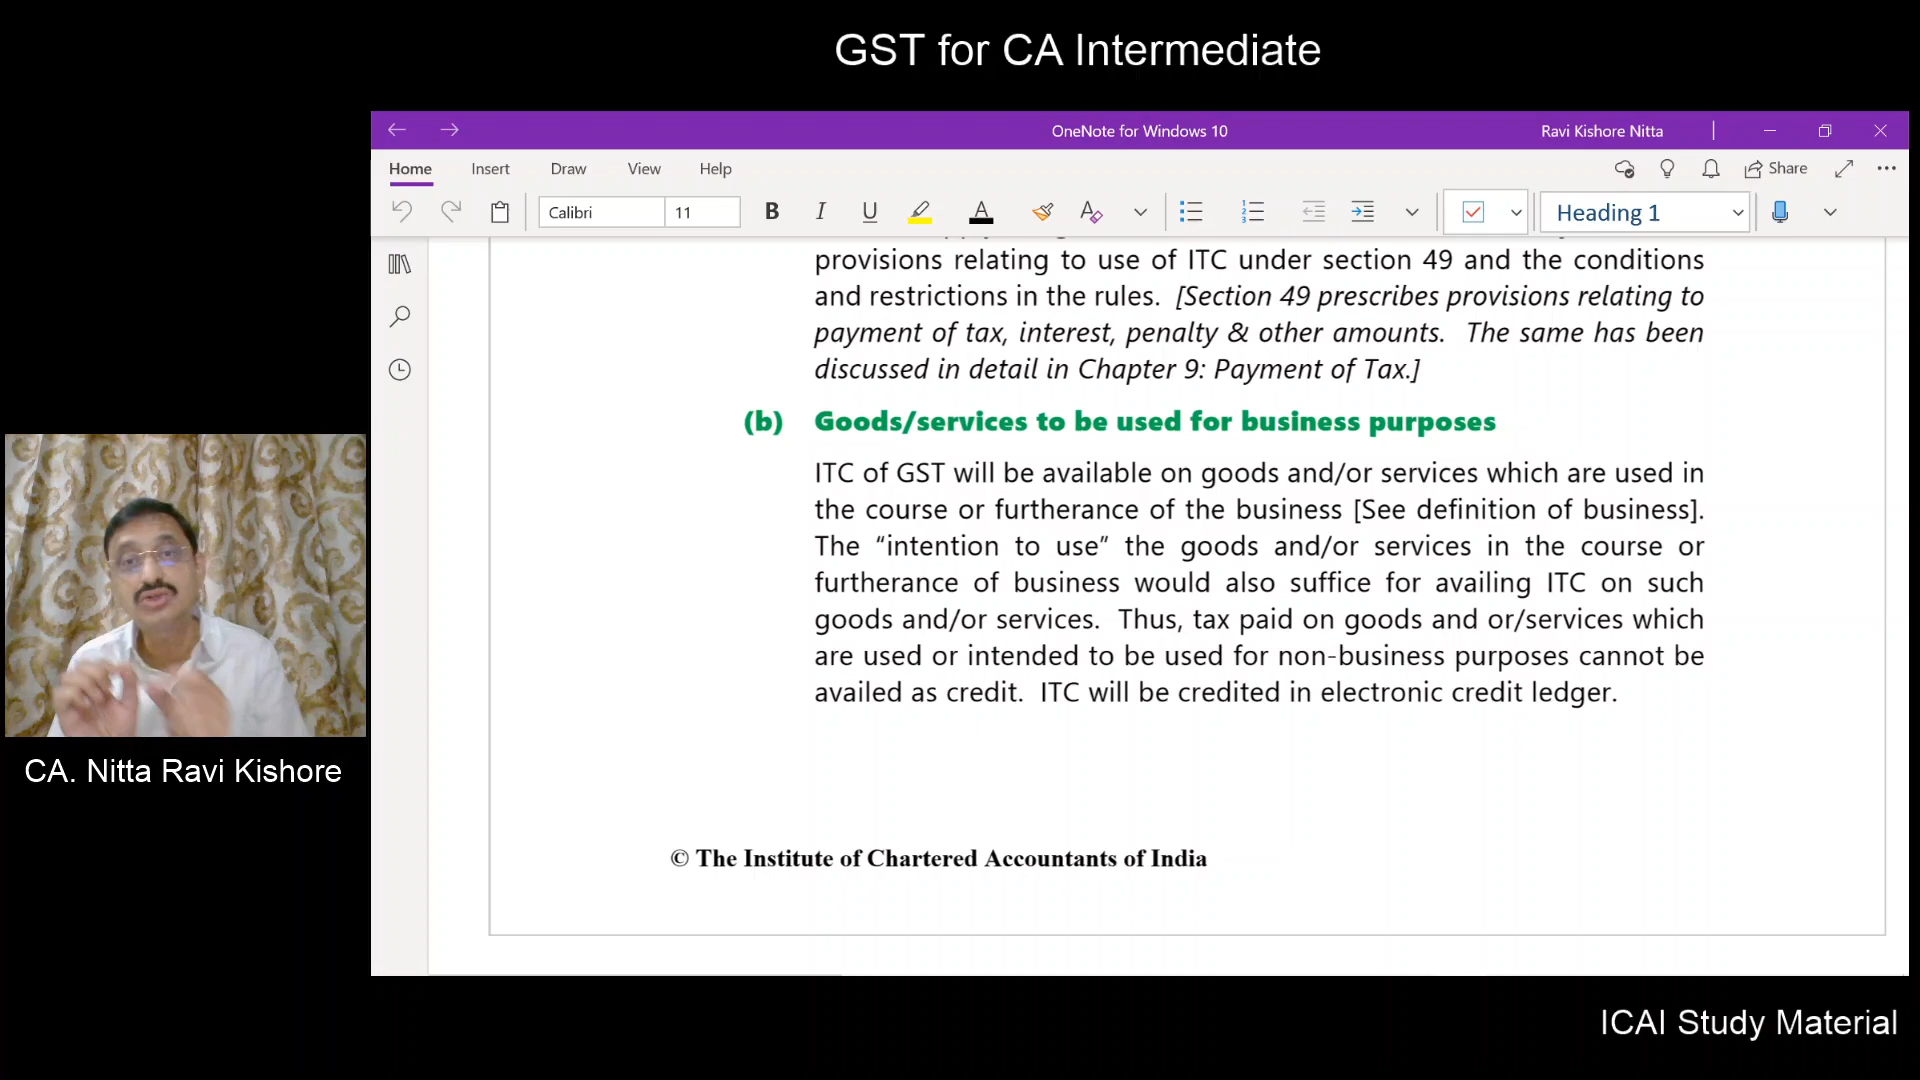 GST for CA Intermediate
OneNote for Windows 10
Ravi Kishore Nitta
Home
Insert
Draw
View
Help
Share
Calibri
11
B
I
U
A
A
Heading 1
provisions relating to use of ITC under section 49 and the conditions
and restrictions in the rules. [Section 49 prescribes provisions relating to
payment of tax, interest, penalty & other amounts. The same has been
discussed in detail in Chapter 9: Payment of Tax.]
(b) Goods/services to be used for business purposes
ITC of GST will be available on goods and/or services which are used in
the course or furtherance of the business [See definition of business].
The “intention to use” the goods and/or services in the course or
furtherance of business would also suffice for availing ITC on such
goods and/or services. Thus, tax paid on goods and or/services which
are used or intended to be used for non-business purposes cannot be
availed as credit. ITC will be credited in electronic credit ledger.
© The Institute of Chartered Accountants of India
CA. Nitta Ravi Kishore
ICAI Study Material